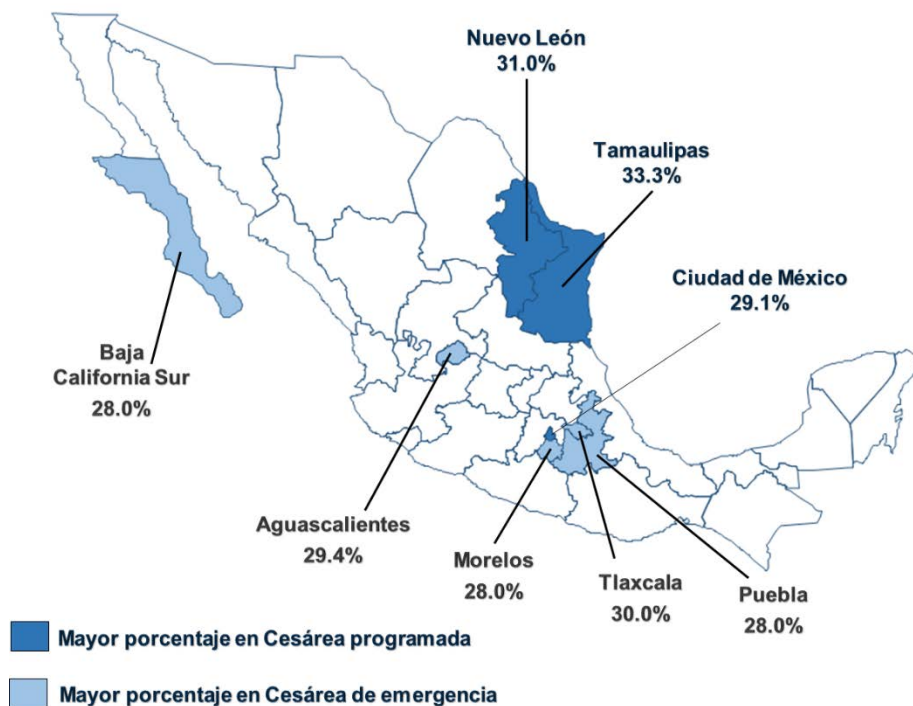 Nuevo León
31.0%
Tamaulipas
33.3%
Ciudad de México
29.1%
Baja
California Sur
28.0%
Aguascalientes
29.4%
Morelos
28.0%
Tlaxcala
30.0%
Puebla
28.0%
Mayor porcentaje en Cesárea programada
Mayor porcentaje en Cesárea de emergencia